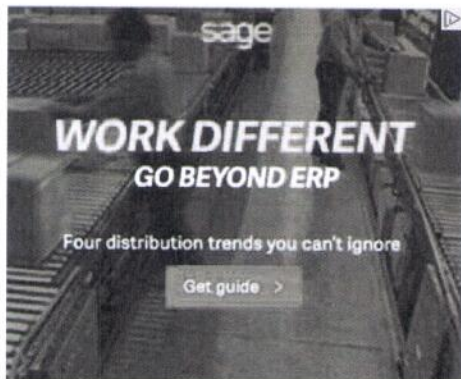 sage
WORK DIFFERENT
GO BEYOND ERP
Four distribution trends you can't ignore
Get guide >